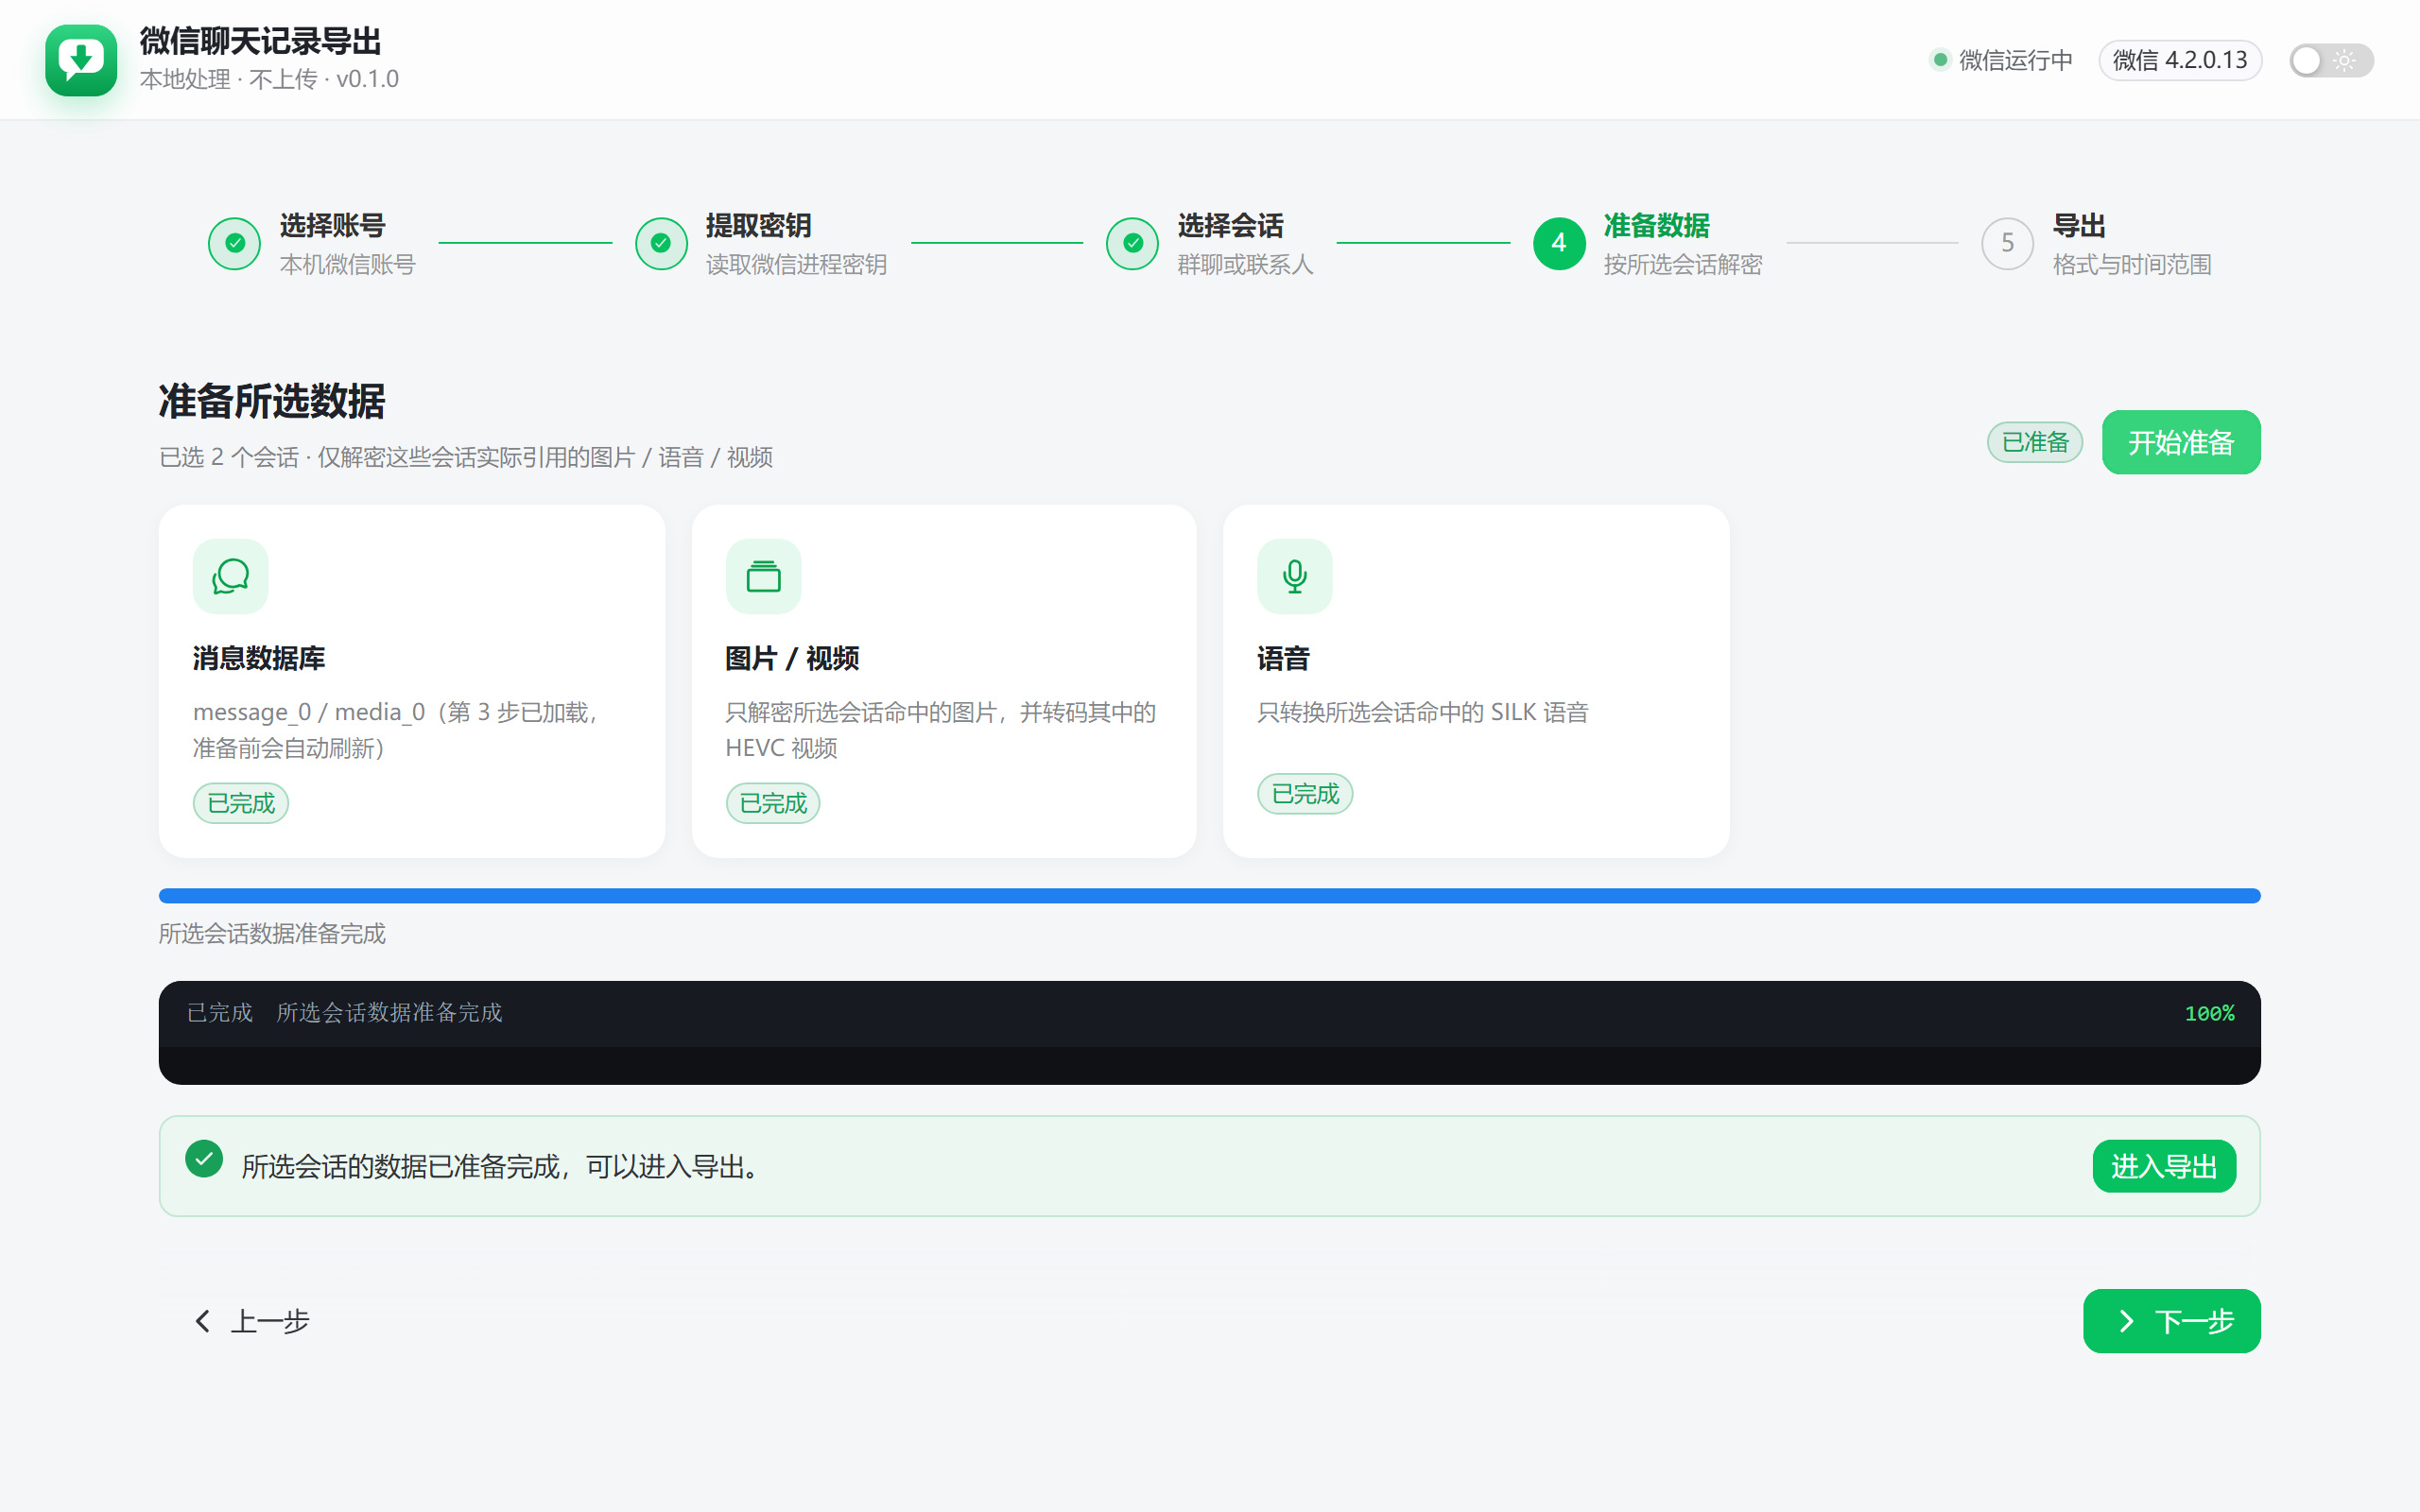 微信聊天记录导出
本地处理 · 不上传 · v0.1.0
微信运行中
微信 4.2.0.13
选择账号
本机微信账号
提取密钥
读取微信进程密钥
选择会话
群聊或联系人
4
准备数据
按所选会话解密
5
导出
格式与时间范围
准备所选数据
已选 2 个会话 · 仅解密这些会话实际引用的图片 / 语音 / 视频
已准备
开始准备
消息数据库
message_0 / media_0（第 3 步已加载，
准备前会自动刷新）
已完成
图片 / 视频
只解密所选会话命中的图片，并转码其中的
HEVC 视频
已完成
语音
只转换所选会话命中的 SILK 语音
已完成
所选会话数据准备完成
已完成 所选会话数据准备完成
100%
所选会话的数据已准备完成，可以进入导出。
进入导出
上一步
下一步